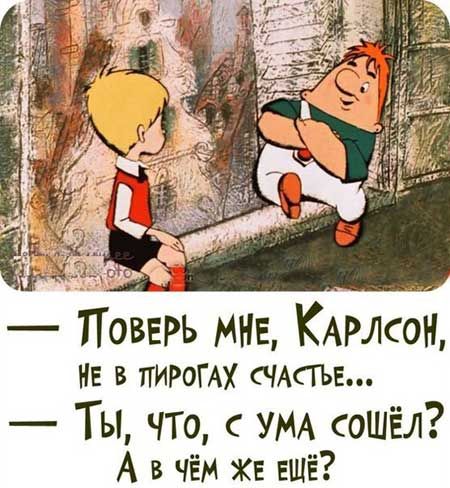 — Поверь мне, Карлсон,
не в пирогах счастье...
— Ты, что, с ума сошёл?
А в чём же ещё?